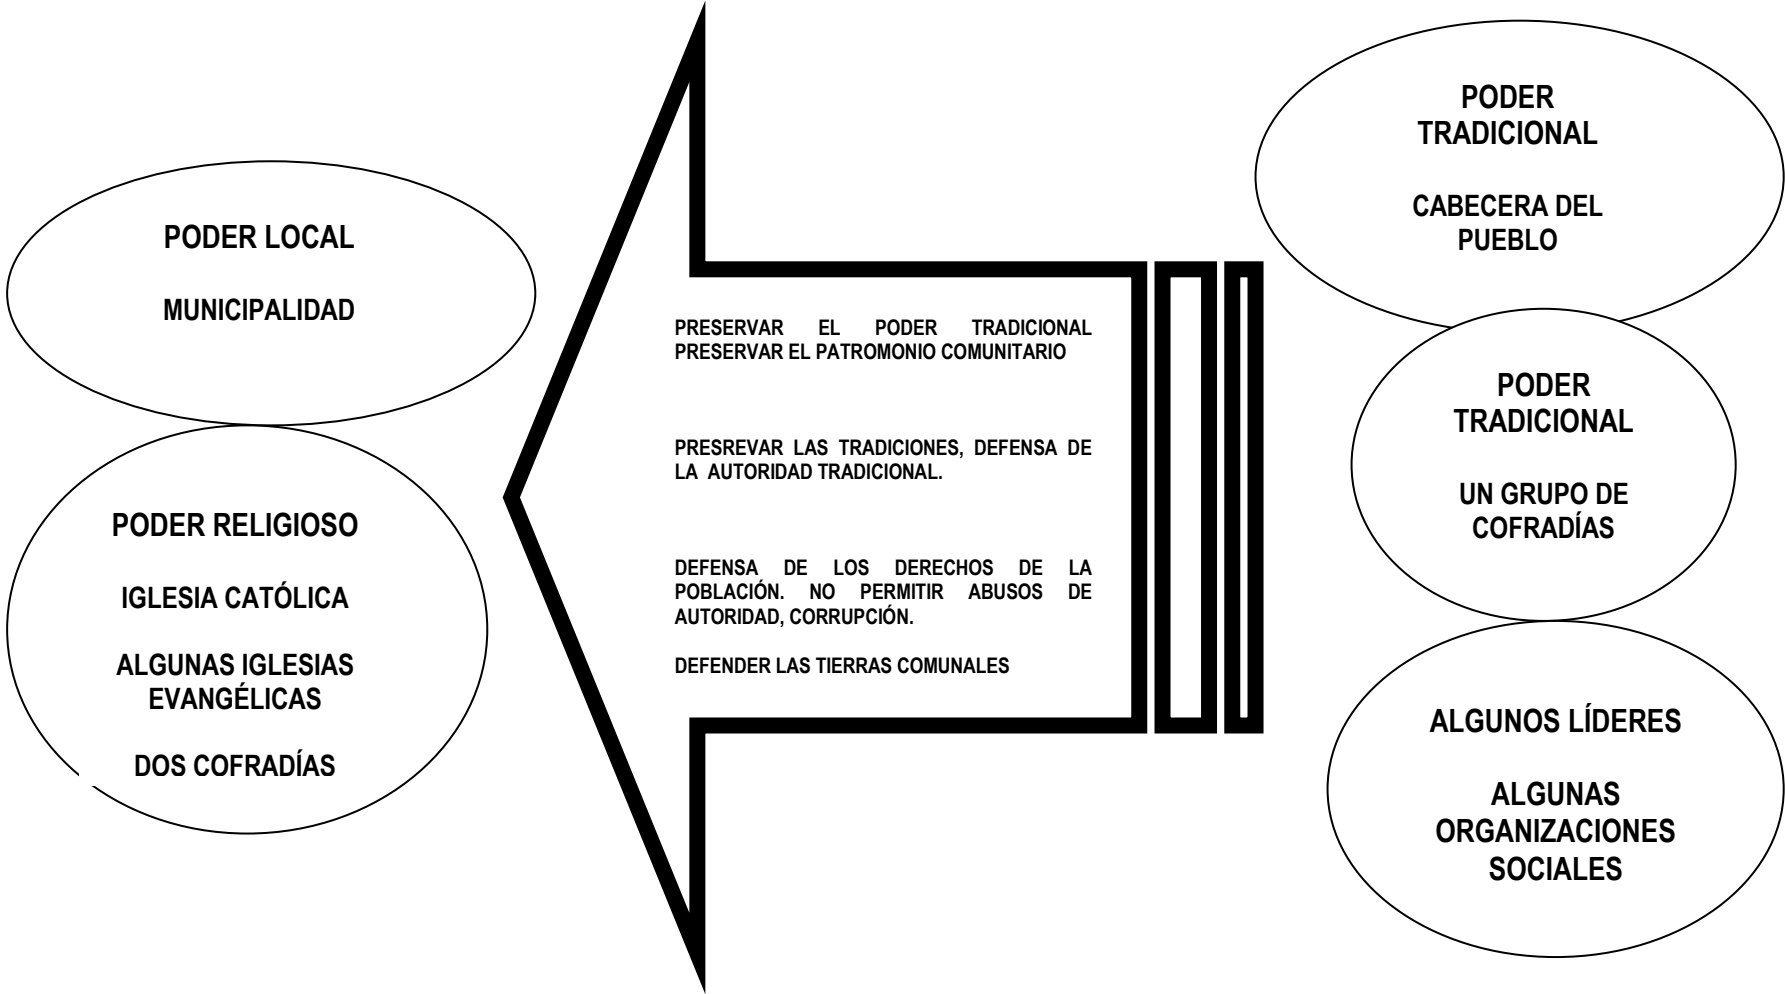 PODER LOCAL
MUNICIPALIDAD
PODER RELIGIOSO
IGLESIA CATÓLICA
ALGUNAS IGLESIAS
EVANGÉLICAS
DOS COFRADÍAS
PRESERVAR EL PODER TRADICIONAL
PRESERVAR EL PATROMONIO COMUNITARIO
PRESREVAR LAS TRADICIONES, DEFENSA DE
LA AUTORIDAD TRADICIONAL.
DEFENSA DE LOS DERECHOS DE LA
POBLACIÓN. NO PERMITIR ABUSOS DE
AUTORIDAD, CORRUPCIÓN.
DEFENDER LAS TIERRAS COMUNALES
PODER
TRADICIONAL
CABECERA DEL
PUEBLO
PODER
TRADICIONAL
UN GRUPO DE
COFRADÍAS
ALGUNOS LÍDERES
ALGUNAS
ORGANIZACIONES
SOCIALES